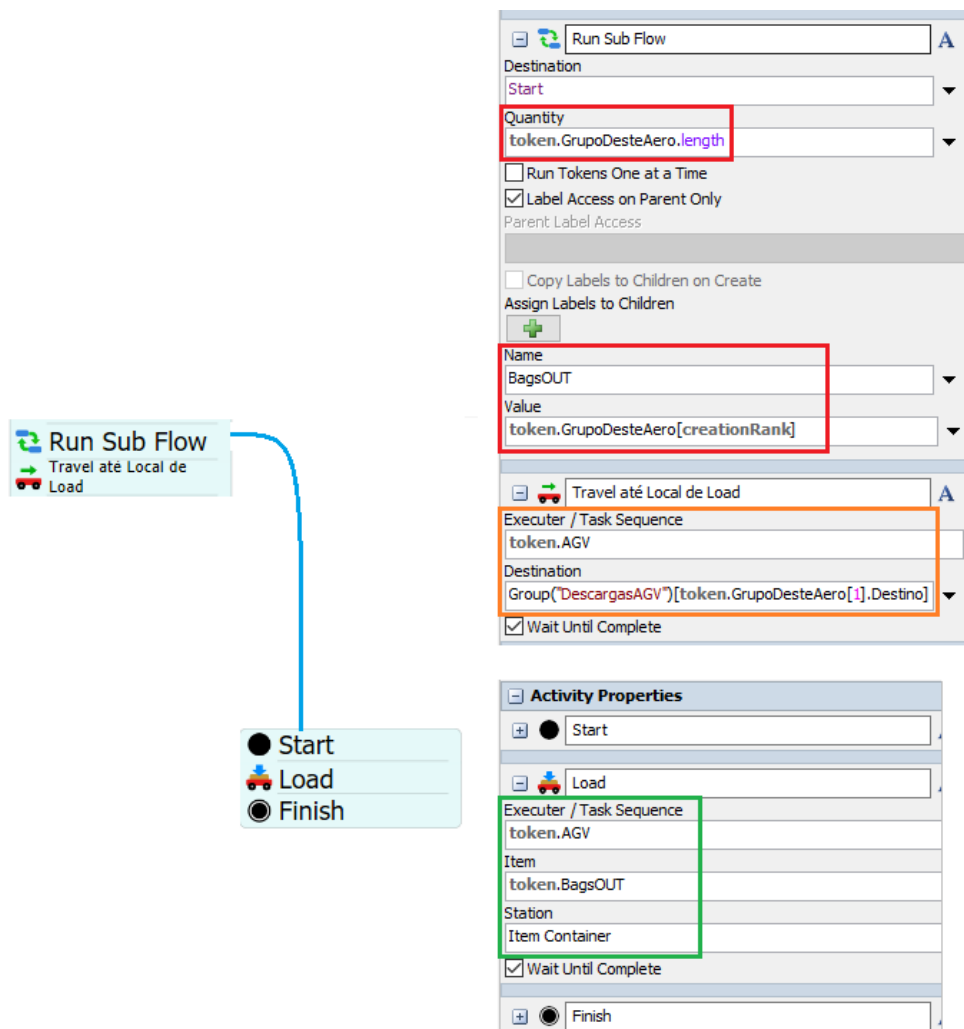 Run Sub Flow
Travel até Local de
Load
Start
Load
Finish
Run Sub Flow
A
Destination
Start
Quantity
token.GrupoDesteAero.length
Run Tokens One at a Time
Label Access on Parent Only
Parent Label Access
Copy Labels to Children on Create
Assign Labels to Children
Name
BagsOUT
Value
token.GrupoDesteAero[creationRank]
Travel até Local de Load
A
Executer / Task Sequence
token.AGV
Destination
Group("DescargasAGV")[token.GrupoDesteAero[1].Destino]
Wait Until Complete
Activity Properties
Start
Load
Executer / Task Sequence
token.AGV
Item
token.BagsOUT
Station
Item Container
Wait Until Complete
Finish